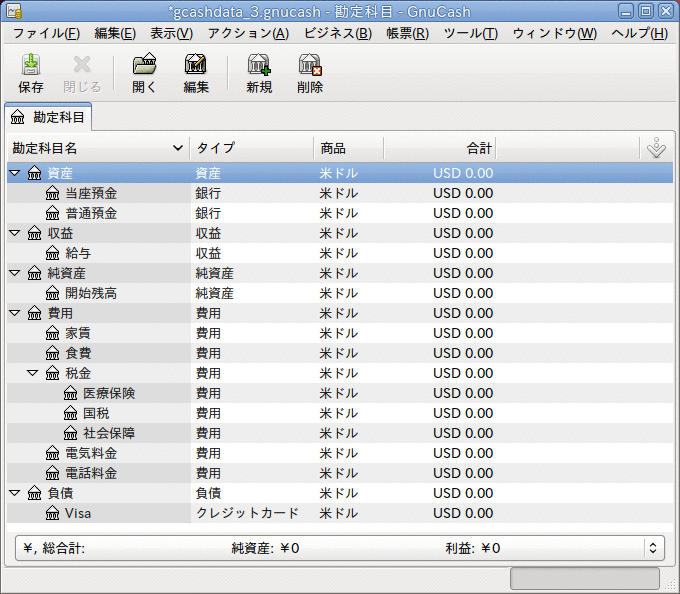 *gcashdata_3.gnucash - 勘定科目 - GnuCash
ファイル(F) 編集(E) 表示(V) アクション(A) ビジネス(B) 帳票(R) ツール(T) ウィンドウ(W) ヘルプ(H)
保存 閉じる 開く 編集 新規 削除
勘定科目
勘定科目名 タイプ 商品 合計
資産 資産 米ドル USD 0.00
当座預金 銀行 米ドル USD 0.00
普通預金 銀行 米ドル USD 0.00
収益 収益 米ドル USD 0.00
給与 収益 米ドル USD 0.00
純資産 純資産 米ドル USD 0.00
開始残高 純資産 米ドル USD 0.00
費用 費用 米ドル USD 0.00
家賃 費用 米ドル USD 0.00
食費 費用 米ドル USD 0.00
税金 費用 米ドル USD 0.00
医療保険 費用 米ドル USD 0.00
国税 費用 米ドル USD 0.00
社会保障 費用 米ドル USD 0.00
電気料金 費用 米ドル USD 0.00
電話料金 費用 米ドル USD 0.00
負債 負債 米ドル USD 0.00
Visa クレジットカード 米ドル USD 0.00
¥, 総合計: 純資産: ¥0 利益: ¥0